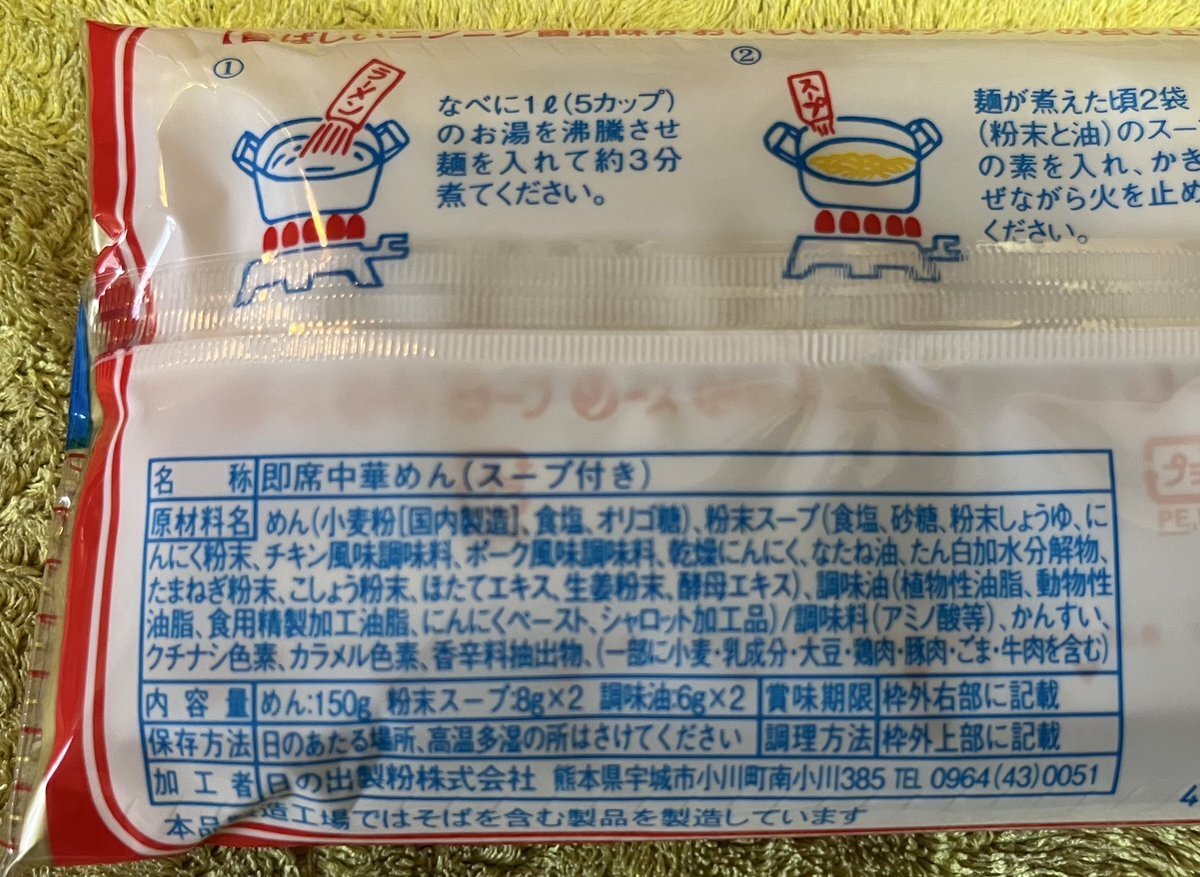 ①
ラーメン
なべに1ℓ(5カップ)
のお湯を沸騰させ
麺を入れて約3分
煮てください。
②
スープ
麺が煮えた頃2袋
(粉末と油)のスー
の素を入れ、かき
ぜながら火を止め
ください。
名称 即席中華めん(スープ付き)
原材料名 めん(小麦粉[国内製造]、食塩、オリゴ糖)、粉末スープ(食塩、砂糖、粉末しょうゆ、に
んにく粉末、チキン風味調味料、ポーク風味調味料、乾燥にんにく、なたね油、たん白加水分解物、
たまねぎ粉末、こしょう粉末、ほたてエキス、生姜粉末、酵母エキス)、調味油(植物性油脂、動物性
油脂、食用精製加工油脂、にんにくペースト、シャロット加工品)/調味料(アミノ酸等)、かんすい、
クチナシ色素、カラメル色素、香辛料抽出物、(一部に小麦・乳成分・大豆・鶏肉・豚肉・ごま・牛肉を含む)
内容量 めん:150g 粉末スープ:8g×2 調味油:6g×2 賞味期限 枠外右部に記載
保存方法 日のあたる場所、高温多湿の所はさけてください 調理方法 枠外上部に記載
加工者 日の出製粉株式会社 熊本県宇城市小川町南小川385 TEL 0964(43)0051
本品 造工場ではそばを含む製品を製造しています